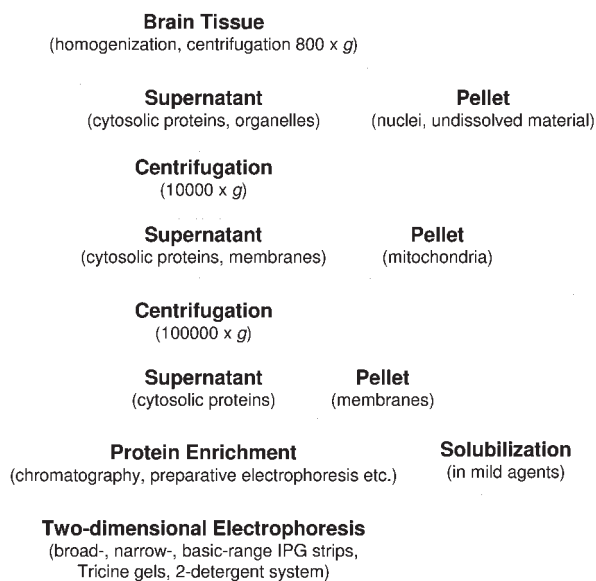 Brain Tissue
(homogenization, centrifugation 800 x g)
Supernatant Pellet
(cytosolic proteins, organelles) (nuclei, undissolved material)
Centrifugation
(10000 x g)
Supernatant Pellet
(cytosolic proteins, membranes) (mitochondria)
Centrifugation
(100000 x g)
Supernatant Pellet
(cytosolic proteins) (membranes)
Protein Enrichment Solubilization
(chromatography, preparative electrophoresis etc.) (in mild agents)
Two-dimensional Electrophoresis
(broad-, narrow-, basic-range IPG strips,
Tricine gels, 2-detergent system)